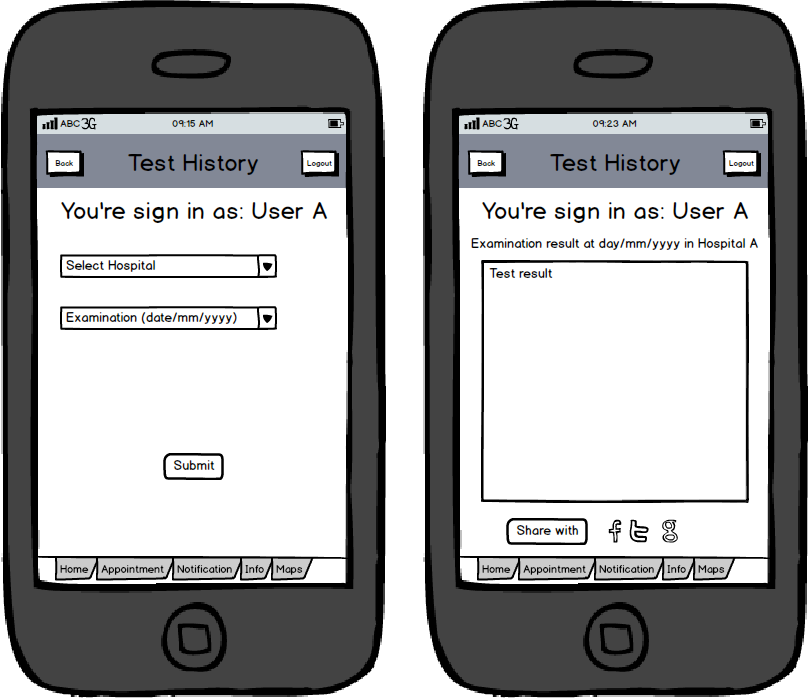 ABC 3G 09:15 AM
Back Test History Logout
You're sign in as: User A
Select Hospital
Examination (date/mm/yyyy)
Submit
Home Appointment Notification Info Maps
ABC 3G 09:23 AM
Back Test History Logout
You're sign in as: User A
Examination result at day/mm/yyyy in Hospital A
Test result
Share with f t g
Home Appointment Notification Info Maps